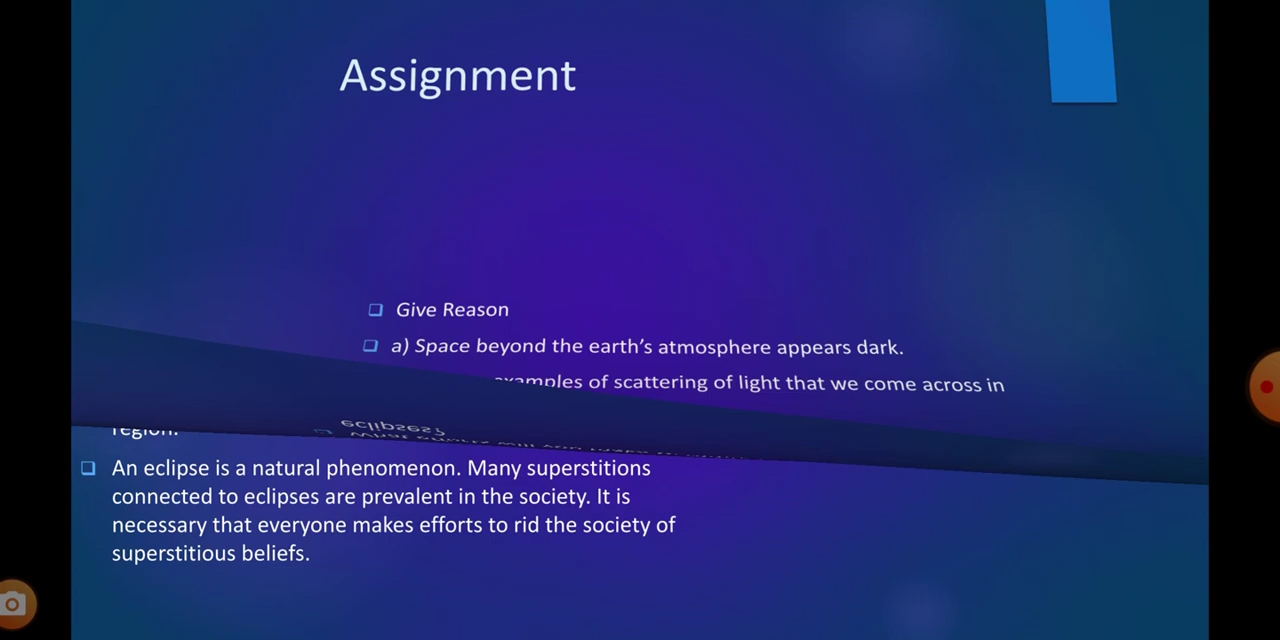 Assignment
❑ Give Reason
❑ a) Space beyond the earth's atmosphere appears dark.
examples of scattering of light that we come across in
eclipses?
region.
❑ An eclipse is a natural phenomenon. Many superstitions
connected to eclipses are prevalent in the society. It is
necessary that everyone makes efforts to rid the society of
superstitious beliefs.